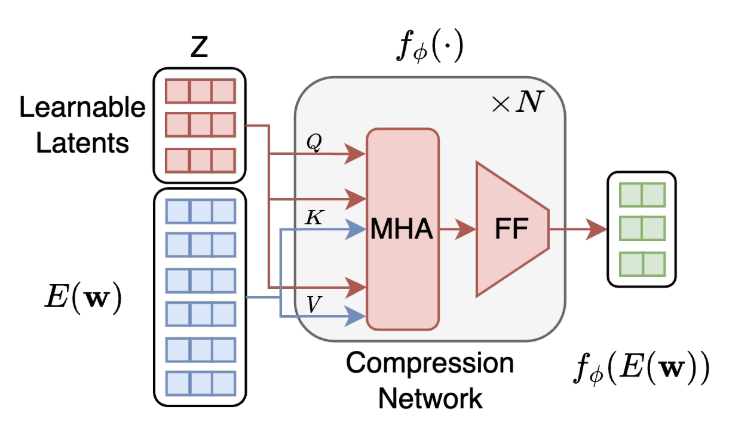 Z
f_ϕ(·)
Learnable
Latents
×N
Q
K
MHA
FF
E(w)
V
Compression
Network
f_ϕ(E(w))